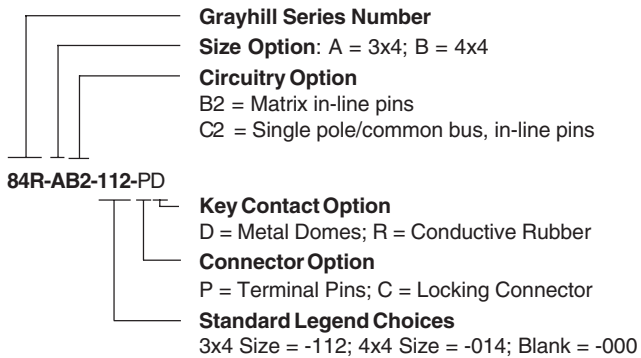 Grayhill Series Number
Size Option: A = 3x4; B = 4x4
Circuitry Option
B2 = Matrix in-line pins
C2 = Single pole/common bus, in-line pins
84R-AB2-112-PD
Key Contact Option
D = Metal Domes; R = Conductive Rubber
Connector Option
P = Terminal Pins; C = Locking Connector
Standard Legend Choices
3x4 Size = -112; 4x4 Size = -014; Blank = -000